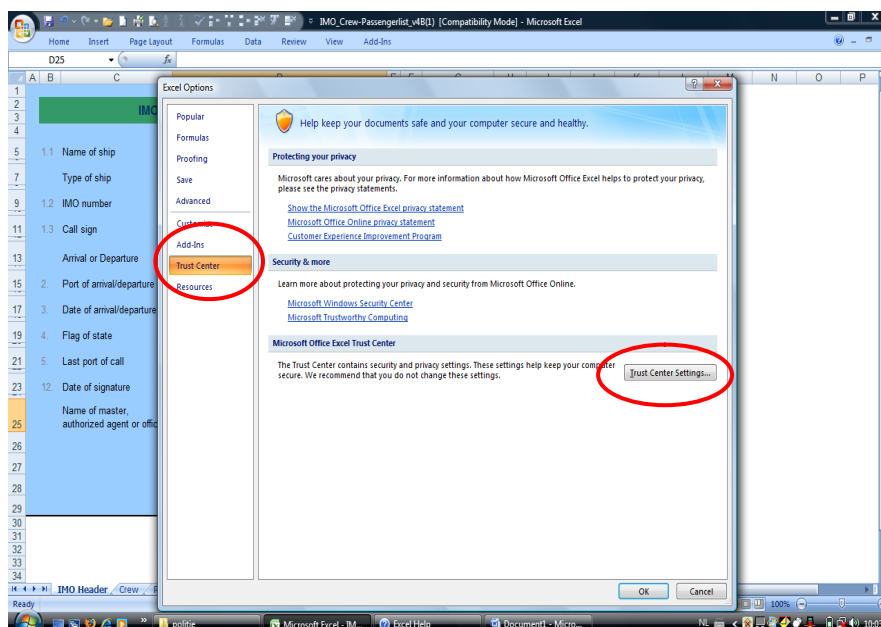 IMO_Crew-Passengerlist_v4B(1) [Compatibility Mode] - Microsoft Excel
Home Insert Page Layout Formulas Data Review View Add-Ins
D25 fx
A B C N O P
Excel Options
1
2
3 IMO
4
5 1.1 Name of ship
7 Type of ship
9 1.2 IMO number
11 1.3 Call sign
13 Arrival or Departure
15 2. Port of arrival/departure
17 3. Date of arrival/departure
19 4. Flag of state
21 5. Last port of call
23 12. Date of signature
Name of master,
25 authorized agent or offic
26
27
28
29
30
31
32
33
34
Popular
Formulas
Proofing
Save
Advanced
Customize
Add-Ins
Trust Center
Resources
Help keep your documents safe and your computer secure and healthy.
Protecting your privacy
Microsoft cares about your privacy. For more information about how Microsoft Office Excel helps to protect your privacy,
please see the privacy statements.
Show the Microsoft Office Excel privacy statement
Microsoft Office Online privacy statement
Customer Experience Improvement Program
Security & more
Learn more about protecting your privacy and security from Microsoft Office Online.
Microsoft Windows Security Center
Microsoft Trustworthy Computing
Microsoft Office Excel Trust Center
The Trust Center contains security and privacy settings. These settings help keep your computer
secure. We recommend that you do not change these settings.
Trust Center Settings...
OK Cancel
IMO Header Crew
Ready 100%
politie Microsoft Excel - IM... Excel Help Document1 - Micro... NL 10:03